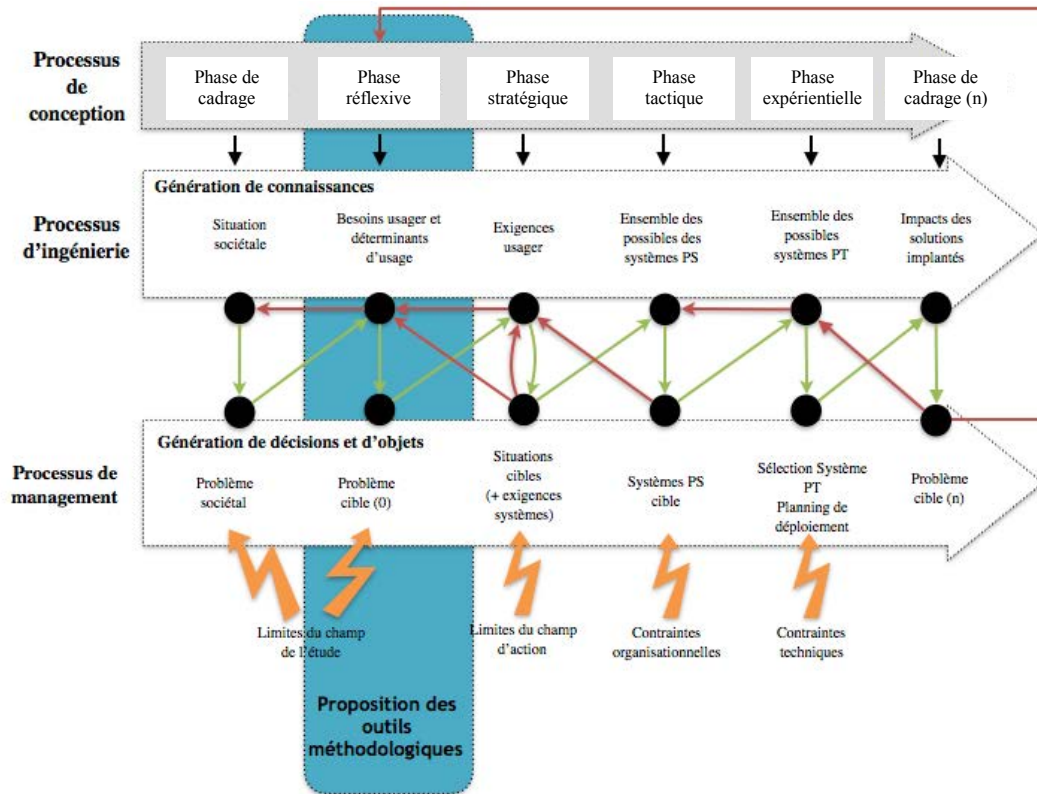 Processus
de
conception
Phase de
cadrage
Phase
réflexive
Phase
stratégique
Phase
tactique
Phase
expérientielle
Phase de
cadrage (n)
Processus
d'ingénierie
Génération de connaissances
Situation
sociétale
Besoins usager et
déterminants
d'usage
Exigences
usager
Ensemble des
possibles des
systèmes PS
Ensemble des
possibles
systèmes PT
Impacts des
solutions
implantés
Processus de
management
Génération de décisions et d'objets
Problème
sociétal
Problème
cible (0)
Situations
cibles
(+ exigences
systèmes)
Systèmes PS
cible
Sélection Système
PT
Planning de
déploiement
Problème
cible (n)
Limites du champ
de l'étude
Limites du champ
d'action
Contraintes
organisationnelles
Contraintes
techniques
Proposition des
outils
méthodologiques